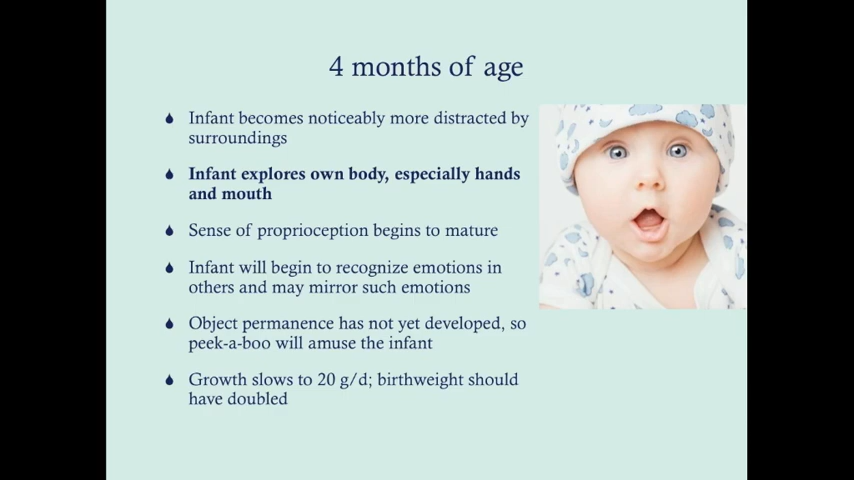 4 months of age
Infant becomes noticeably more distracted by
surroundings
Infant explores own body, especially hands
and mouth
Sense of proprioception begins to mature
Infant will begin to recognize emotions in
others and may mirror such emotions
Object permanence has not yet developed, so
peek-a-boo will amuse the infant
Growth slows to 20 g/d; birthweight should
have doubled